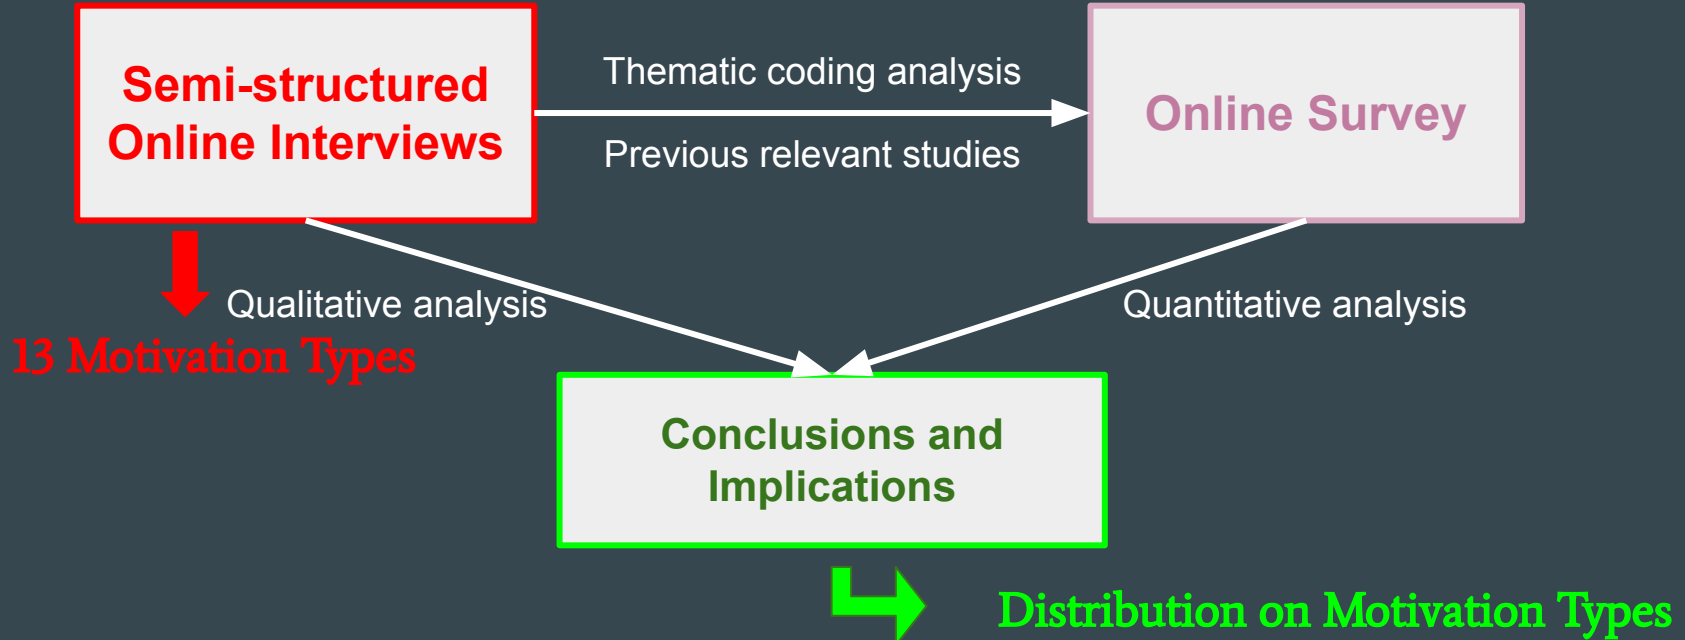 Semi-structured
Online Interviews
Thematic coding analysis
Previous relevant studies
Online Survey
Qualitative analysis
Quantitative analysis
13 Motivation Types
Conclusions and
Implications
Distribution on Motivation Types